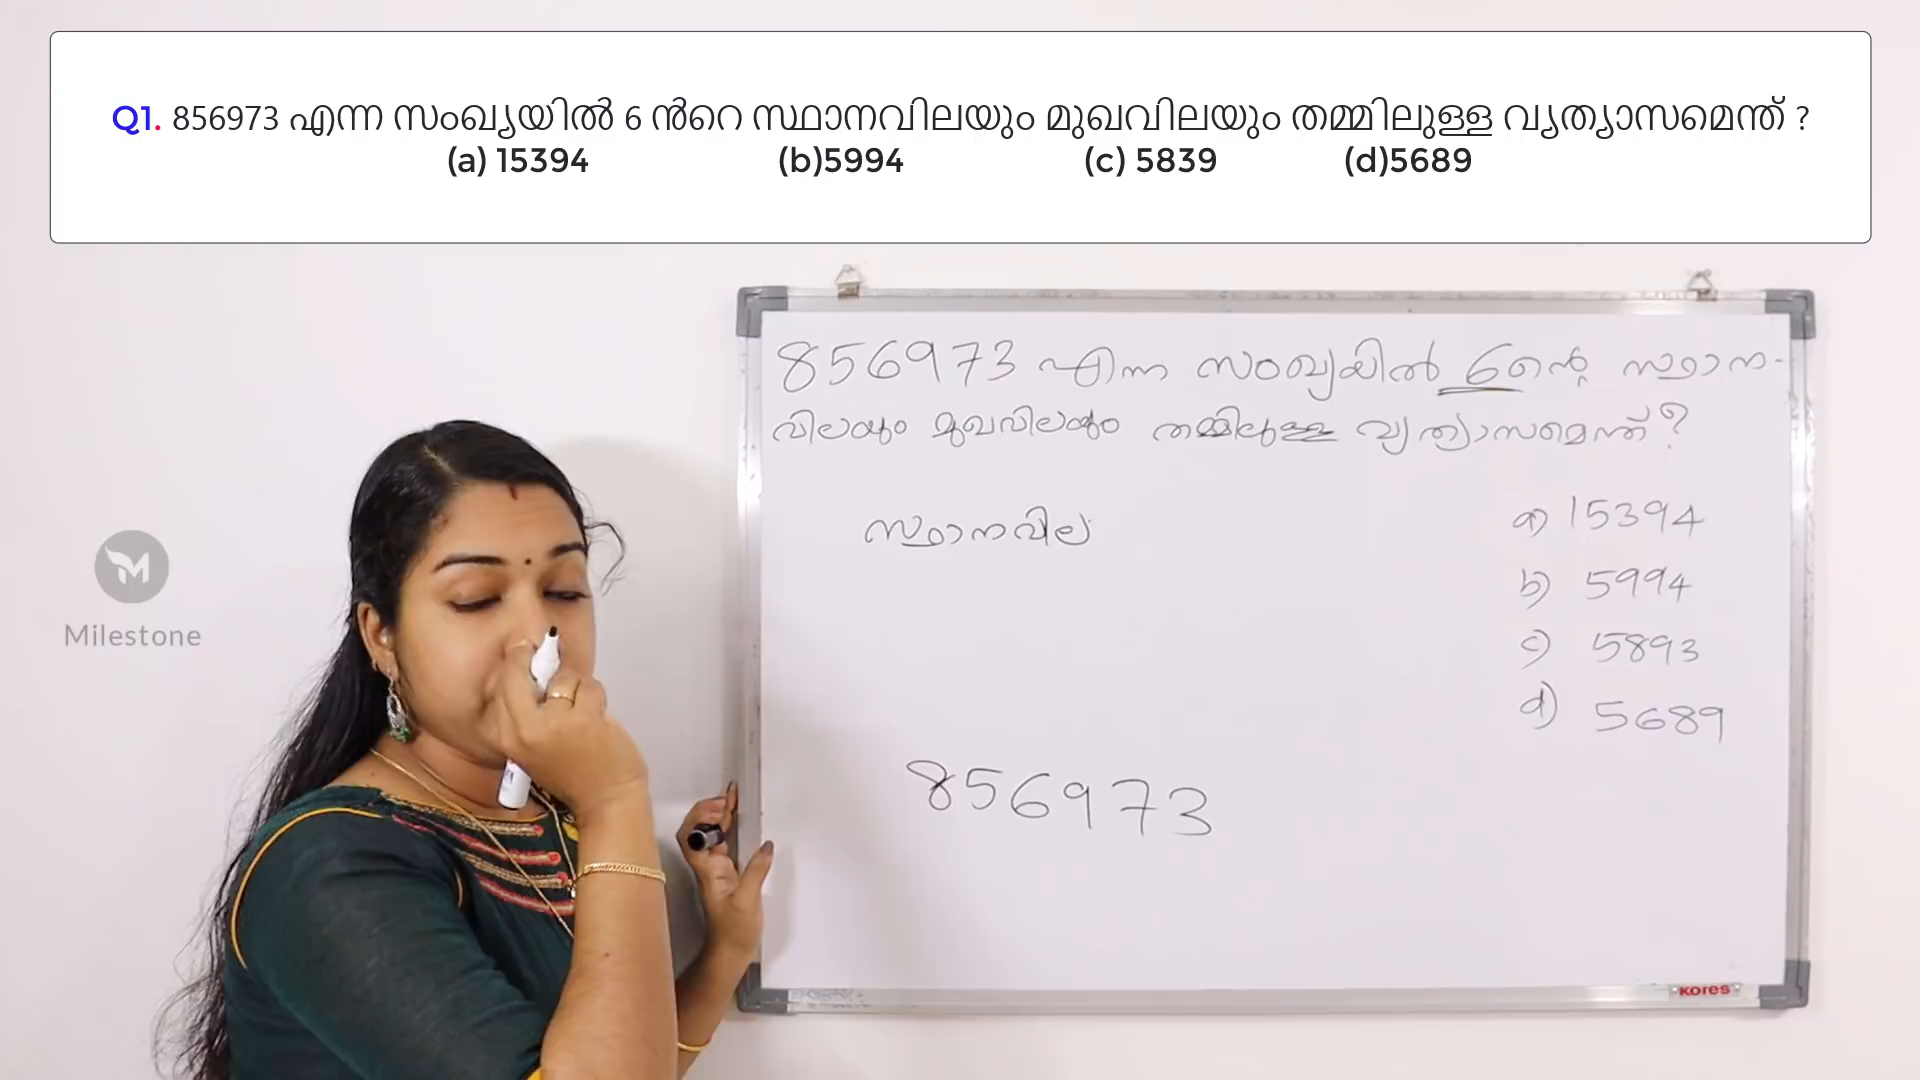 Q1. 856973 എന്ന സംഖ്യയിൽ 6 ൻറെ സ്ഥാനവിലയും മുഖവിലയും തമ്മിലുള്ള വ്യത്യാസമെന്ത് ?
(a) 15394 (b)5994 (c) 5839 (d)5689
856973 എന്ന സംഖ്യയിൽ 6ന്റെ സ്ഥാന-
വിലയും മുഖവിലയും തമ്മിലുള്ള വ്യത്യാസമെന്ത്?
സ്ഥാനവില
a) 15394
b) 5994
c) 5893
d) 5689
856973
M
Milestone
KORES